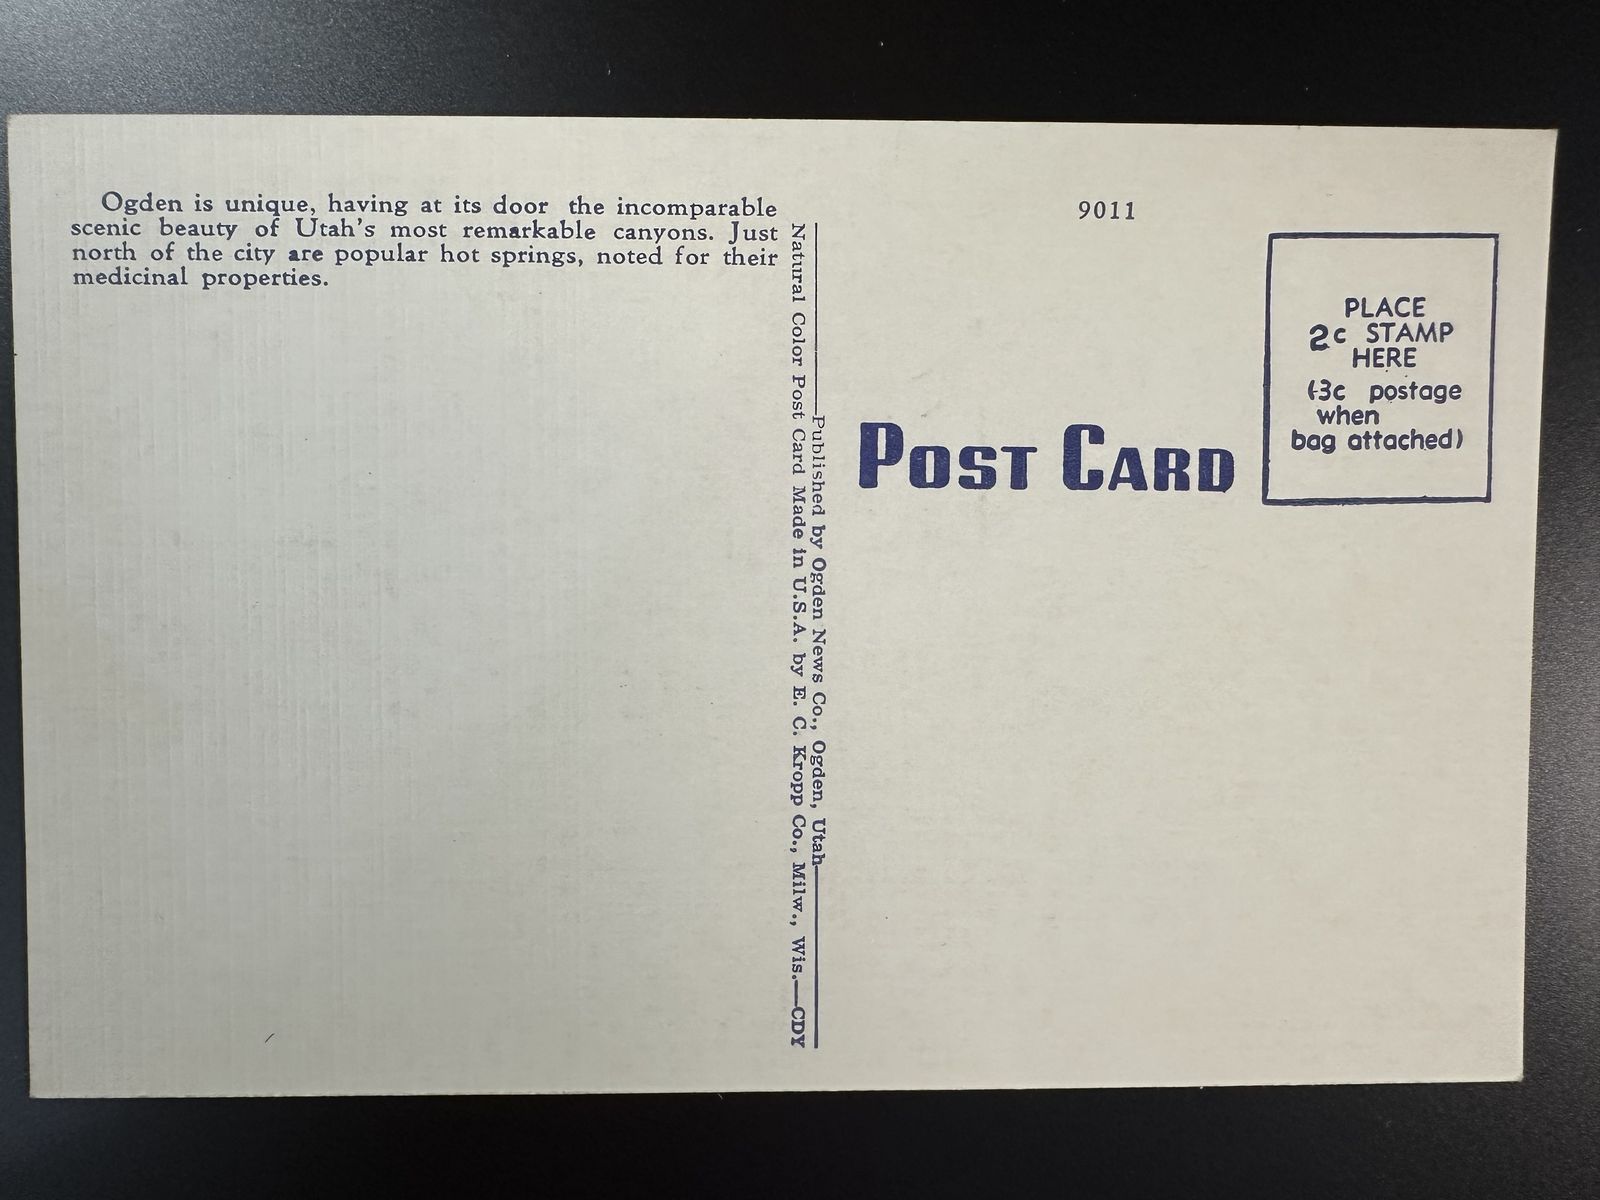 Ogden is unique, having at its door the incomparable
scenic beauty of Utah's most remarkable canyons. Just
north of the city are popular hot springs, noted for their
medicinal properties.
Published by Ogden News Co., Ogden, Utah
Natural Color Post Card Made in U.S.A. by E. C. Kropp Co., Milw., Wis.—CDY
9011
POST CARD
PLACE
2c STAMP
HERE
(-3c postage
when
bag attached)